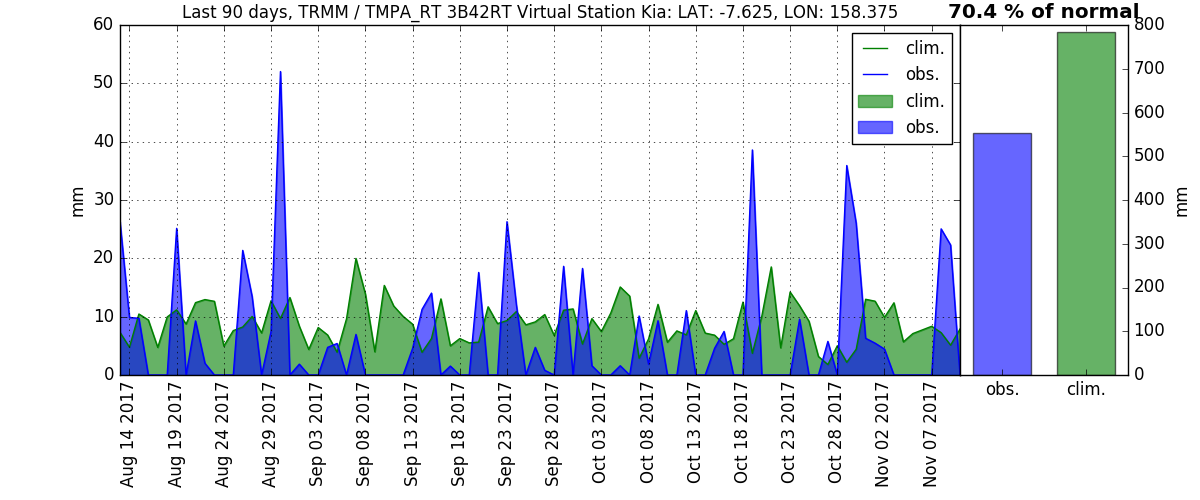 Last 90 days, TRMM / TMPA_RT 3B42RT Virtual Station Kia: LAT: -7.625, LON: 158.375
70.4 % of normal
60
50
40
30
20
10
0
mm
clim.
obs.
clim.
obs.
800
700
600
500
400
300
200
100
0
mm
Aug 14 2017
Aug 19 2017
Aug 24 2017
Aug 29 2017
Sep 03 2017
Sep 08 2017
Sep 13 2017
Sep 18 2017
Sep 23 2017
Sep 28 2017
Oct 03 2017
Oct 08 2017
Oct 13 2017
Oct 18 2017
Oct 23 2017
Oct 28 2017
Nov 02 2017
Nov 07 2017
obs.
clim.